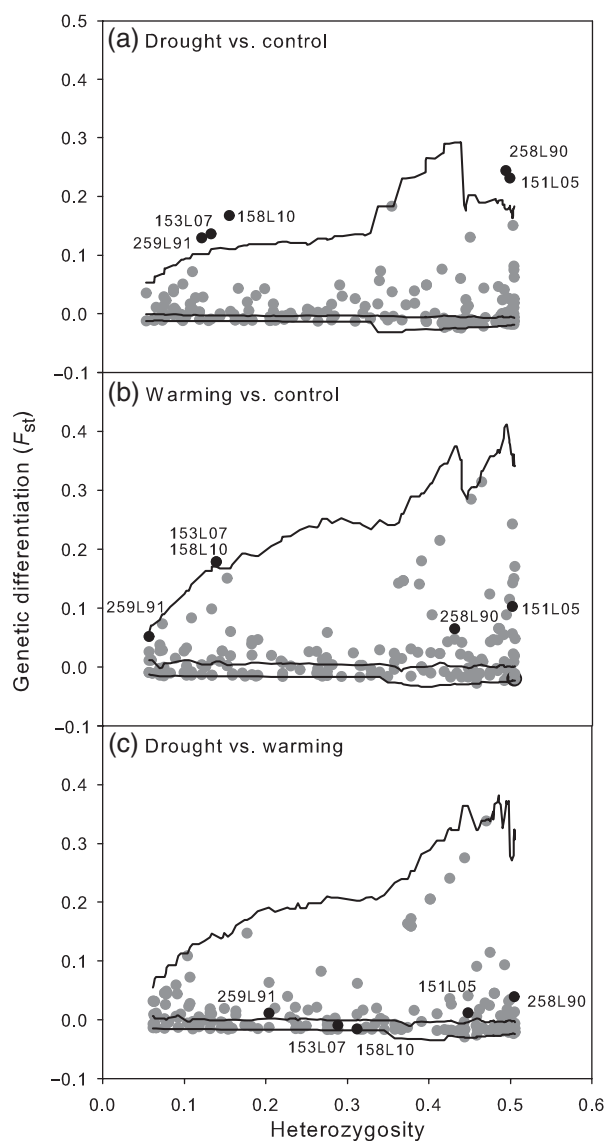 (a) Drought vs. control
0.5
0.4
0.3
0.2
0.1
0.0
−0.1
258L90
151L05
153L07
158L10
259L91
(b) Warming vs. control
0.4
0.3
0.2
0.1
0.0
−0.1
153L07
158L10
259L91
258L90
151L05
(c) Drought vs. warming
0.4
0.3
0.2
0.1
0.0
−0.1
259L91
151L05
258L90
153L07
158L10
0.0 0.1 0.2 0.3 0.4 0.5 0.6
Heterozygosity
Genetic differentiation (Fst)